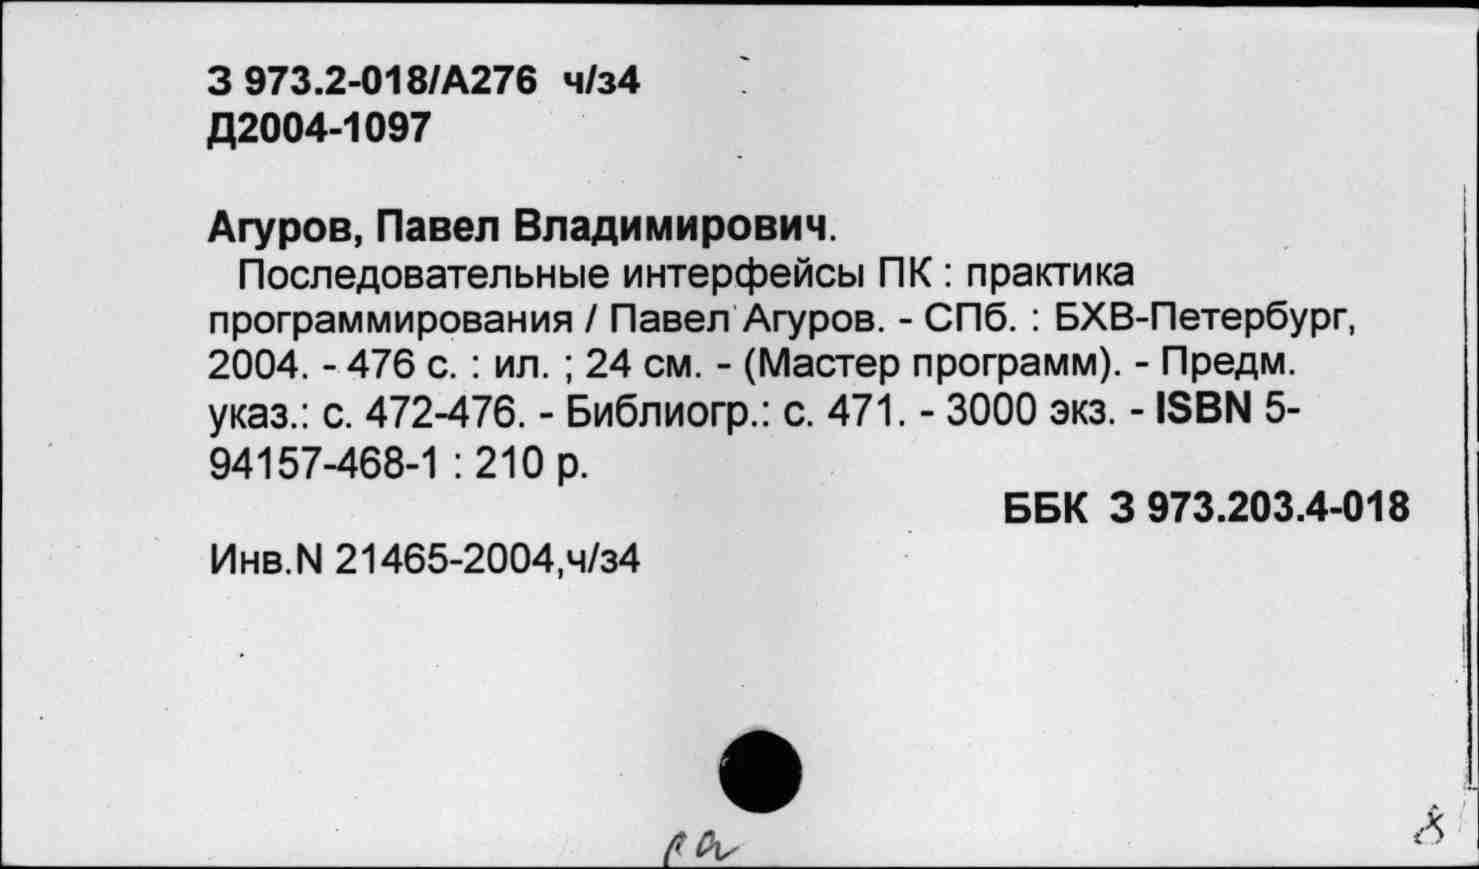 З 973.2-018/А276 ч/з4
Д2004-1097
Агуров, Павел Владимирович.
Последовательные интерфейсы ПК : практика
программирования / Павел Агуров. - СПб. : БХВ-Петербург,
2004. - 476 с. : ил. ; 24 см. - (Мастер программ). - Предм.
указ.: с. 472-476. - Библиогр.: с. 471. - 3000 экз. - ISBN 5-
94157-468-1 : 210 р.
ББК З 973.203.4-018
Инв.N 21465-2004,ч/з4